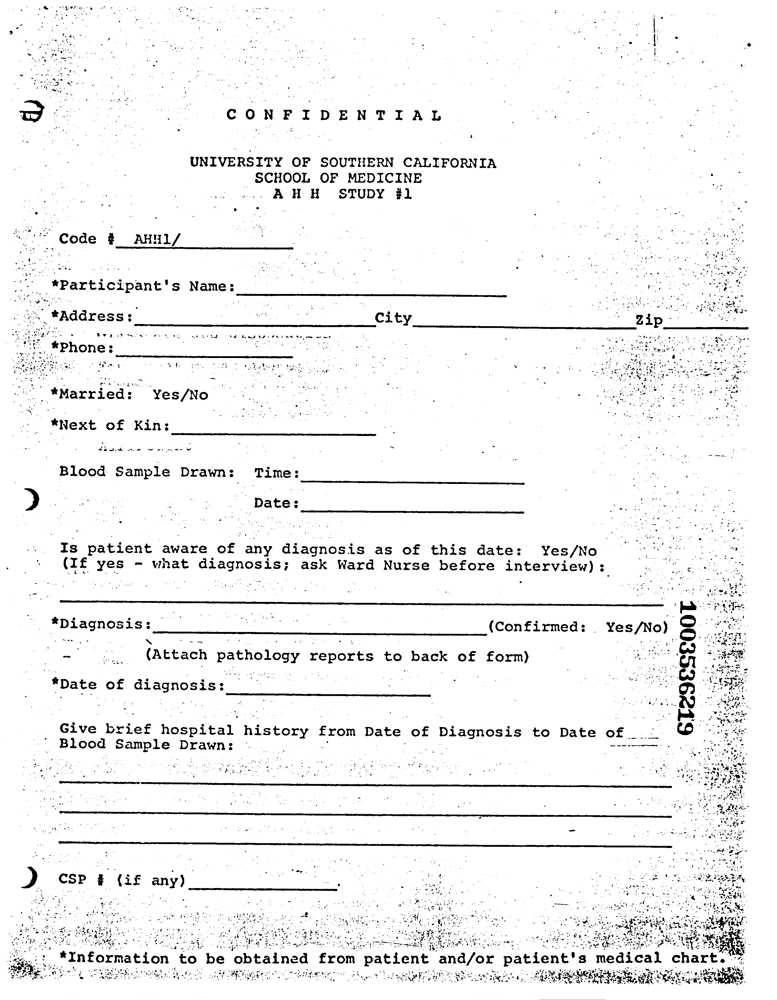 C O N F I D E N T I A L
UNIVERSITY OF SOUTHERN CALIFORNIA
SCHOOL OF MEDICINE
A H H STUDY #1
Code # AHH1/
*Participant's Name:
*Address: City Zip
*Phone:
*Married: Yes/No
*Next of Kin:
Blood Sample Drawn: Time:
Date:
Is patient aware of any diagnosis as of this date: Yes/No
(If yes - what diagnosis; ask Ward Nurse before interview):
*Diagnosis: (Confirmed: Yes/No)
(Attach pathology reports to back of form)
*Date of diagnosis:
Give brief hospital history from Date of Diagnosis to Date of
Blood Sample Drawn:
CSP # (if any)
*Information to be obtained from patient and/or patient's medical chart.
1003536219